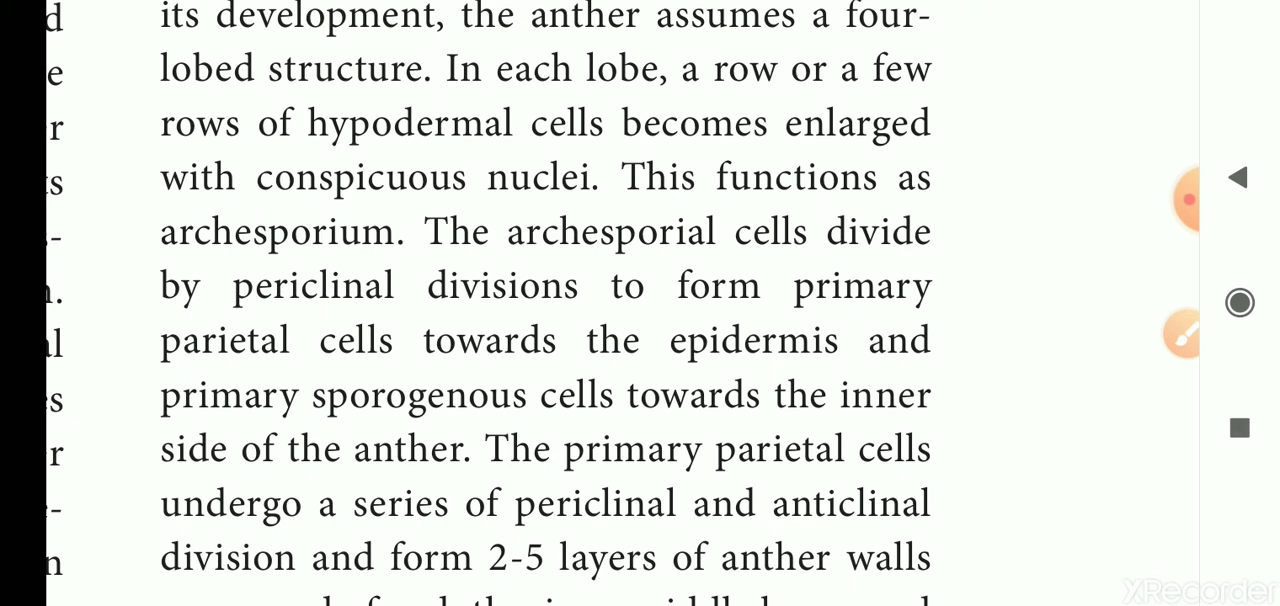 its development, the anther assumes a four-
lobed structure. In each lobe, a row or a few
rows of hypodermal cells becomes enlarged
with conspicuous nuclei. This functions as
archesporium. The archesporial cells divide
by periclinal divisions to form primary
parietal cells towards the epidermis and
primary sporogenous cells towards the inner
side of the anther. The primary parietal cells
undergo a series of periclinal and anticlinal
division and form 2-5 layers of anther walls
XRecorder